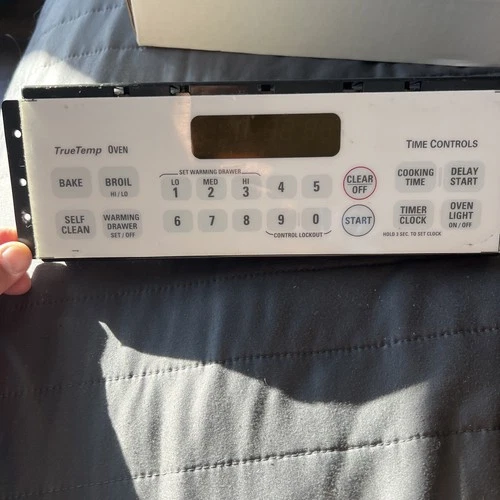 TrueTemp OVEN
TIME CONTROLS
SET WARMING DRAWER
BAKE
BROIL
HI / LO
LO
1
MED
2
HI
3
4
5
CLEAR
OFF
COOKING
TIME
DELAY
START
SELF
CLEAN
WARMING
DRAWER
SET / OFF
6
7
8
9
0
CONTROL LOCKOUT
START
TIMER
CLOCK
HOLD 3 SEC. TO SET CLOCK
OVEN
LIGHT
ON / OFF